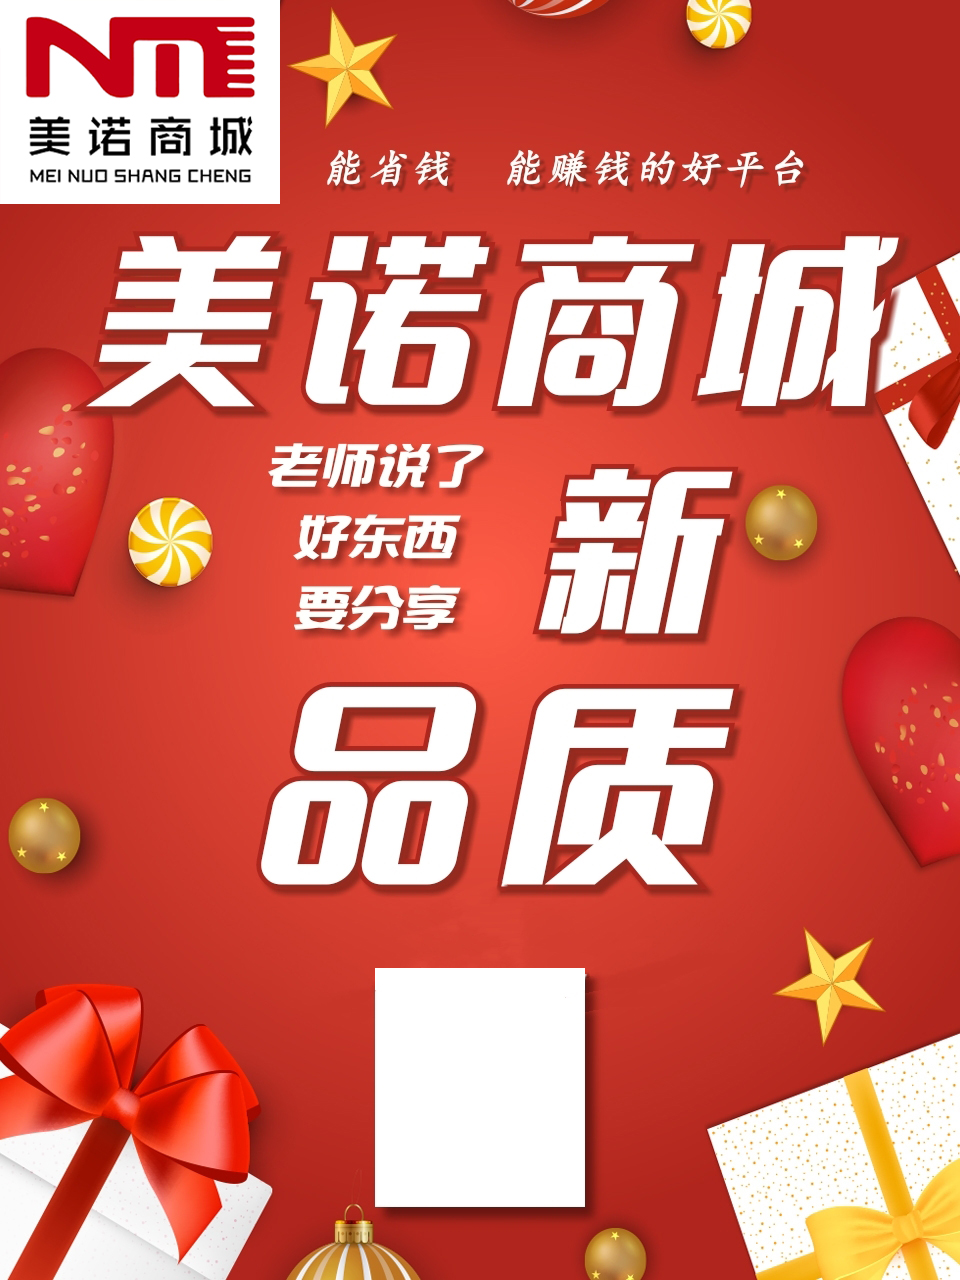 美诺商城
MEI NUO SHANG CHENG
能省钱 能赚钱的好平台
美诺商城
老师说了
好东西
要分享
新
品质